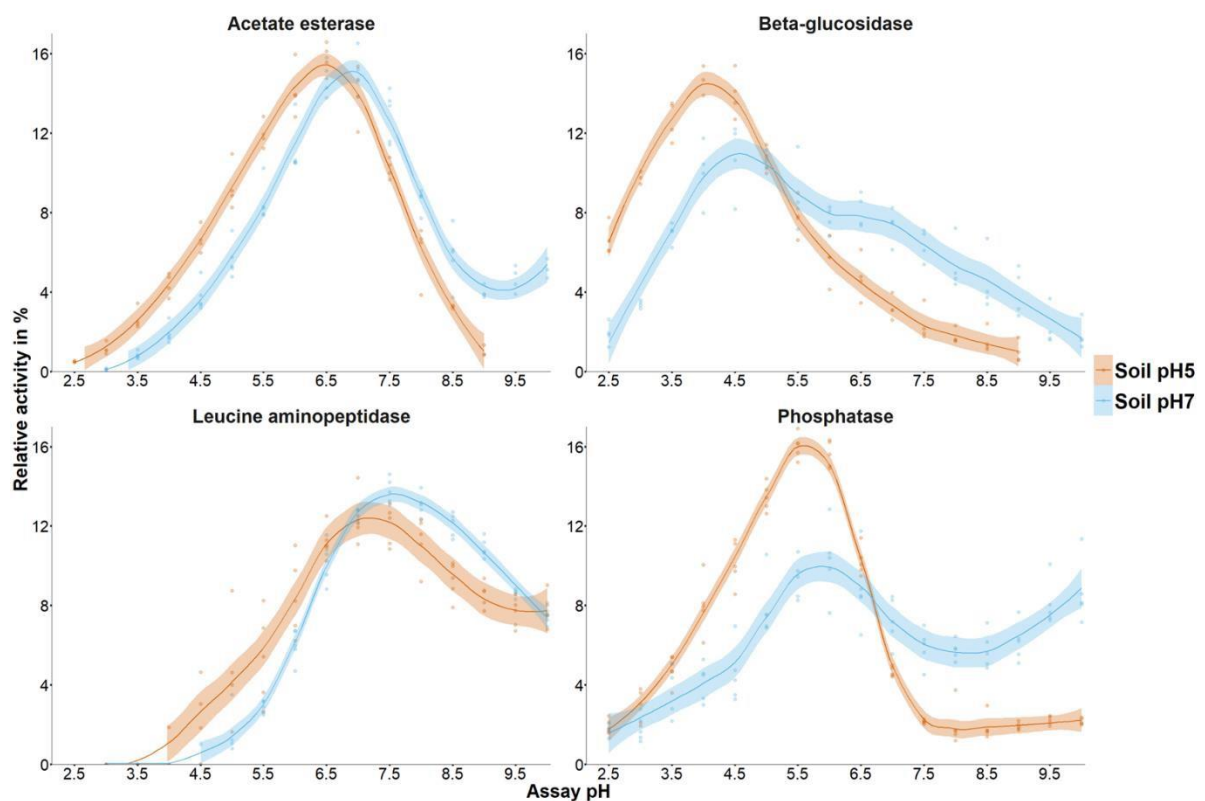 Acetate esterase
Beta-glucosidase
16
12
8
4
0
2.5 3.5 4.5 5.5 6.5 7.5 8.5 9.5
16
12
8
4
0
2.5 3.5 4.5 5.5 6.5 7.5 8.5 9.5
Relative activity in %
Soil pH5
Soil pH7
Leucine aminopeptidase
Phosphatase
16
12
8
4
0
2.5 3.5 4.5 5.5 6.5 7.5 8.5 9.5
16
12
8
4
0
2.5 3.5 4.5 5.5 6.5 7.5 8.5 9.5
Assay pH